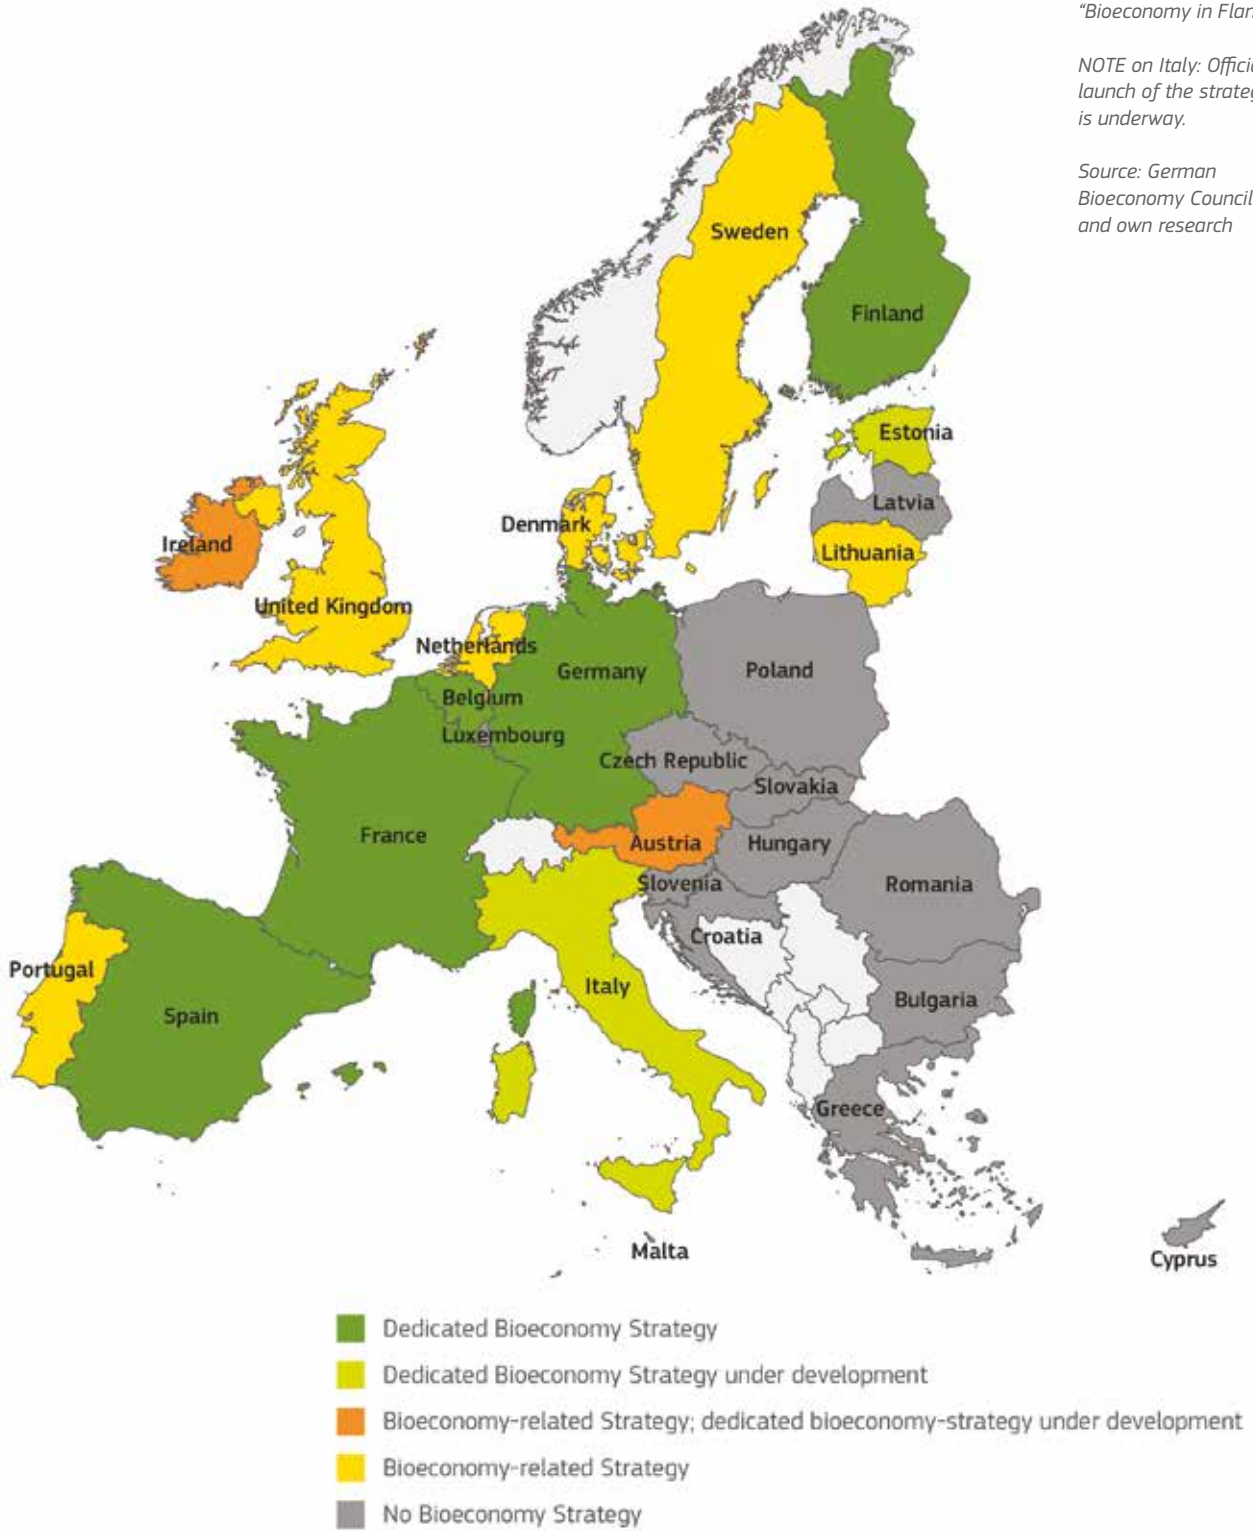 "Bioeconomy in Flan
NOTE on Italy: Officia
launch of the strateg
is underway.
Source: German
Bioeconomy Council
and own research
Sweden
Finland
Estonia
Latvia
Lithuania
Denmark
Ireland
United Kingdom
Netherlands
Germany
Poland
Belgium
Luxembourg
Czech Republic
Slovakia
France
Austria
Hungary
Slovenia
Romania
Croatia
Portugal
Italy
Spain
Bulgaria
Greece
Malta
Cyprus
Dedicated Bioeconomy Strategy
Dedicated Bioeconomy Strategy under development
Bioeconomy-related Strategy; dedicated bioeconomy-strategy under development
Bioeconomy-related Strategy
No Bioeconomy Strategy